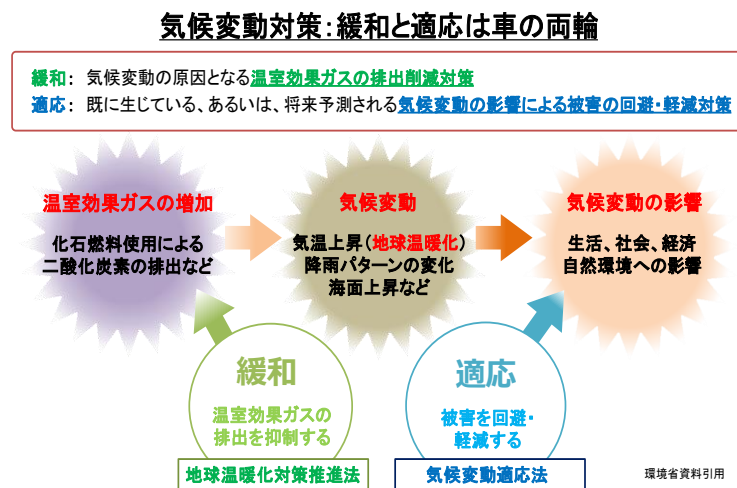 気候変動対策：緩和と適応は車の両輪
緩和： 気候変動の原因となる温室効果ガスの排出削減対策
適応： 既に生じている、あるいは、将来予測される気候変動の影響による被害の回避・軽減対策
温室効果ガスの増加
化石燃料使用による
二酸化炭素の排出など
気候変動
気温上昇（地球温暖化）
降雨パターンの変化
海面上昇など
気候変動の影響
生活、社会、経済
自然環境への影響
緩和
温室効果ガスの
排出を抑制する
地球温暖化対策推進法
適応
被害を回避・
軽減する
気候変動適応法
環境省資料引用